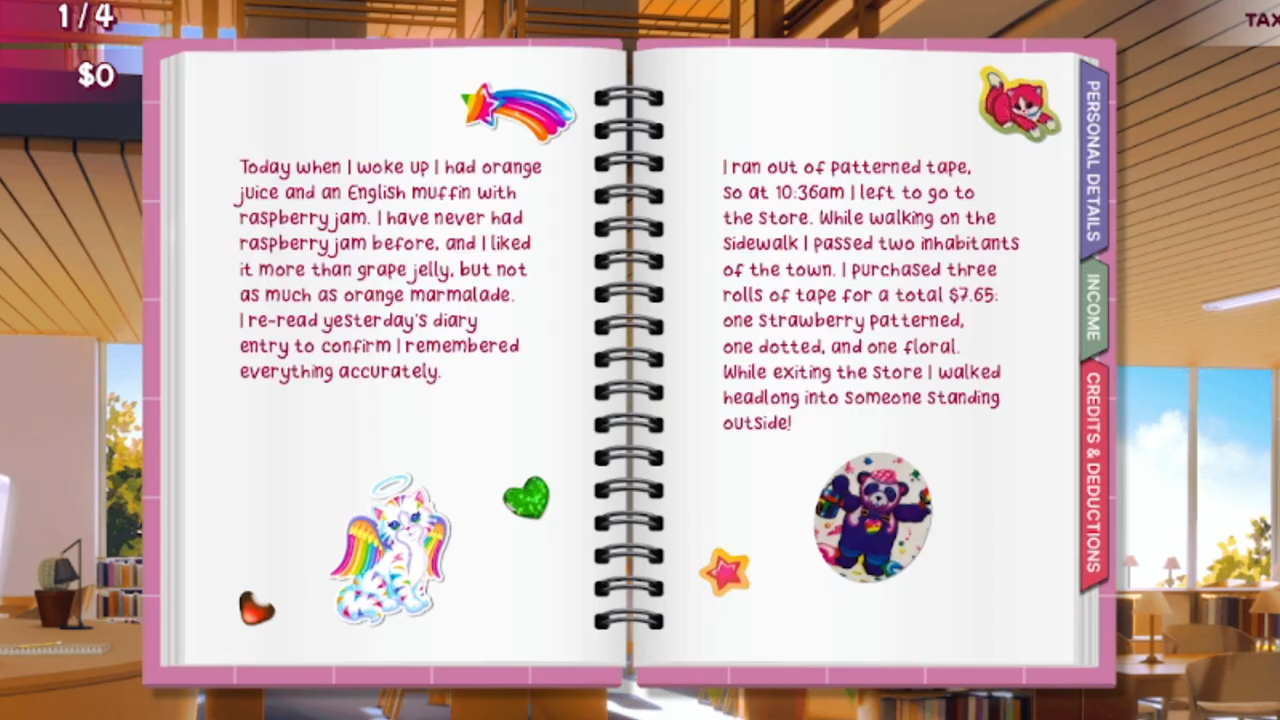 1/4
$0
TAX
Today when I woke up I had orange
juice and an English muffin with
raspberry jam. I have never had
raspberry jam before, and I liked
it more than grape jelly, but not
as much as orange marmalade.
I re-read yesterday's diary
entry to confirm I remembered
everything accurately.
I ran out of patterned tape,
so at 10:36am I left to go to
the store. While walking on the
sidewalk I passed two inhabitants
of the town. I purchased three
rolls of tape for a total $7.65:
one strawberry patterned,
one dotted, and one floral.
While exiting the store I walked
headlong into someone standing
outside!
PERSONAL DETAILS
INCOME
CREDITS & DEDUCTIONS